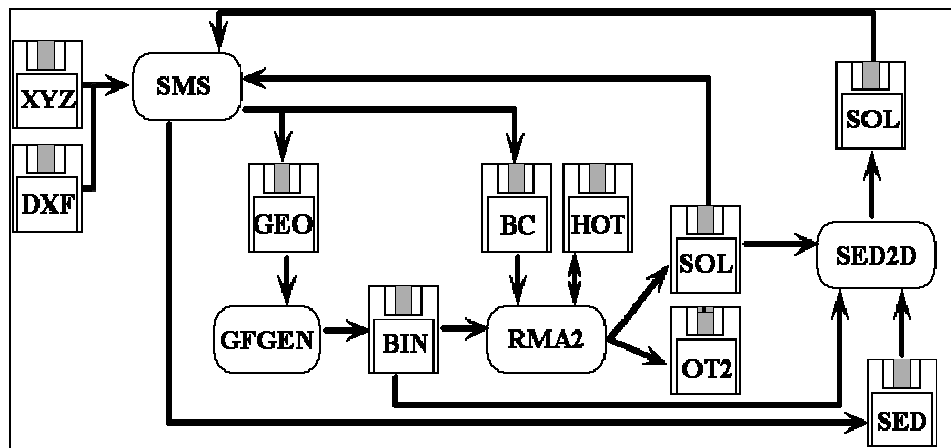 XYZ
SMS
SOL
DXF
GEO
BC
HOT
SOL
SED2D
GFGEN
BIN
RMA2
OT2
SED